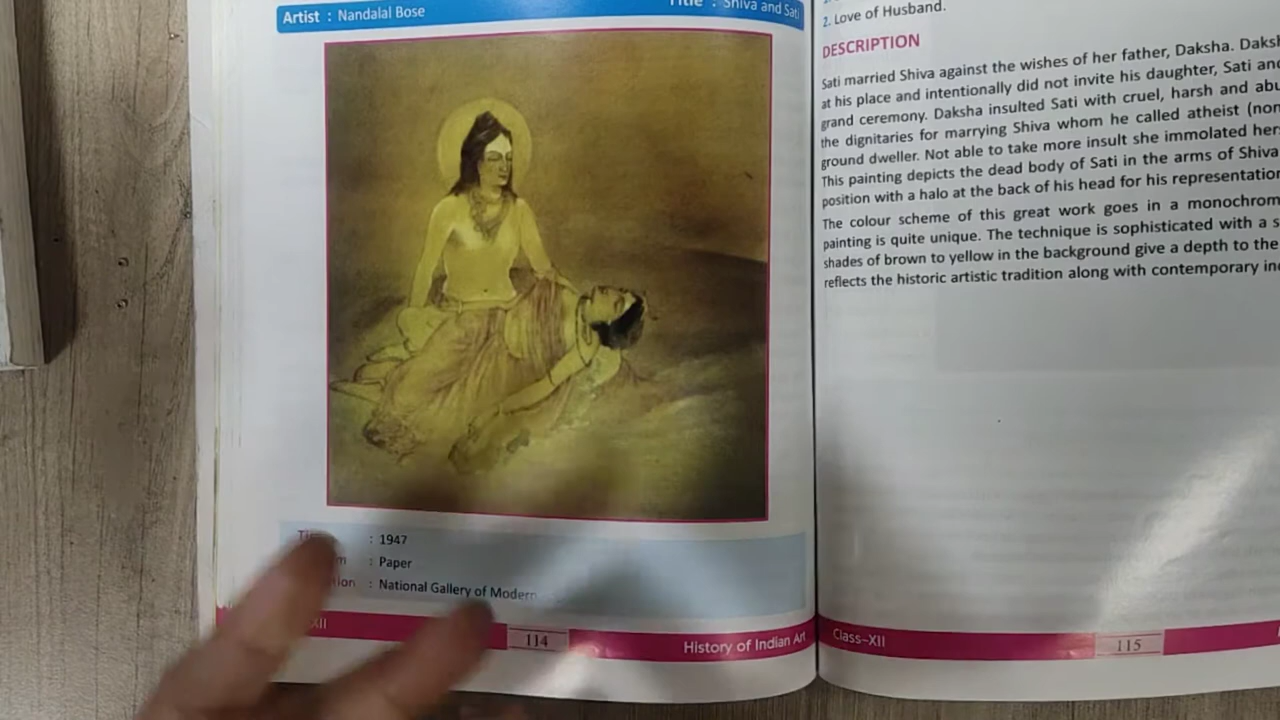 Artist : Nandalal Bose
Title : Shiva and Sati
: 1947
: Paper
: National Gallery of Modern
XII
114
History of Indian Art
2. Love of Husband.
DESCRIPTION
Sati married Shiva against the wishes of her father, Daksha.
at his place and intentionally did not invite his daughter, Sati and
grand ceremony. Daksha insulted Sati with cruel, harsh and
the dignitaries for marrying Shiva whom he called atheist
ground dweller. Not able to take more insult she immolated
This painting depicts the dead body of Sati in the arms of Shiva
position with a halo at the back of his head for his representation
The colour scheme of this great work goes in a
painting is quite unique. The technique is sophisticated with a
shades of brown to yellow in the background give a depth to the
reflects the historic artistic tradition along with contemporary
Class–XII
115